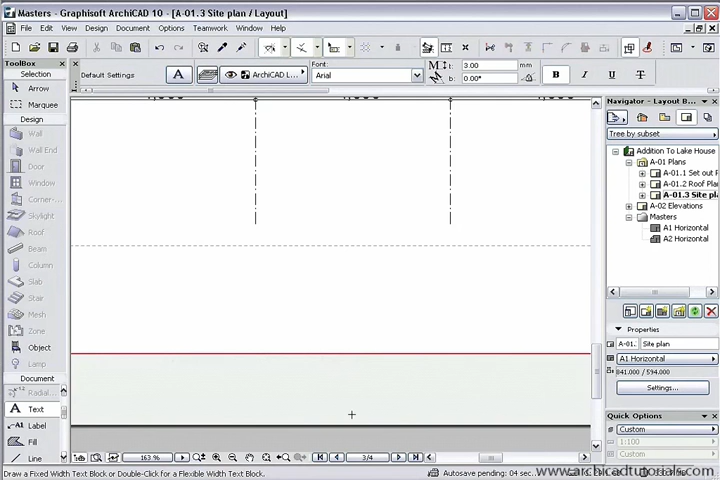 Masters - Graphisoft ArchiCAD 10 - [A-01.3 Site plan / Layout]
File Edit View Design Document Options Teamwork Window Help
ToolBox
Selection
Arrow
Marquee
Design
Wall
Wall End
Door
Window
Corner-...
Skylight
Roof
Beam
Column
Slab
Stair
Mesh
Zone
Object
Lamp
Document
Radial...
Text
Label
Fill
Line
Default Settings
ArchiCAD L...
Font:
Arial
t: 3.00 mm
b: 0.00°
B I U
163 %
3/4
Navigator - Layout B...
Tree by subset
Addition To Lake House
A-01 Plans
A-01.1 Set out F
A-01.2 Roof Plan
A-01.3 Site pla
A-02 Elevations
Masters
A1 Horizontal
A2 Horizontal
Properties
A-01. Site plan
A1 Horizontal
841.000 / 594.000
Settings...
Quick Options
Custom
1:100
Custom
Draw a Fixed Width Text Block or Double-Click for a Flexible Width Text Block.
Autosave pending: 04 sec
www.archicadtutorials.com